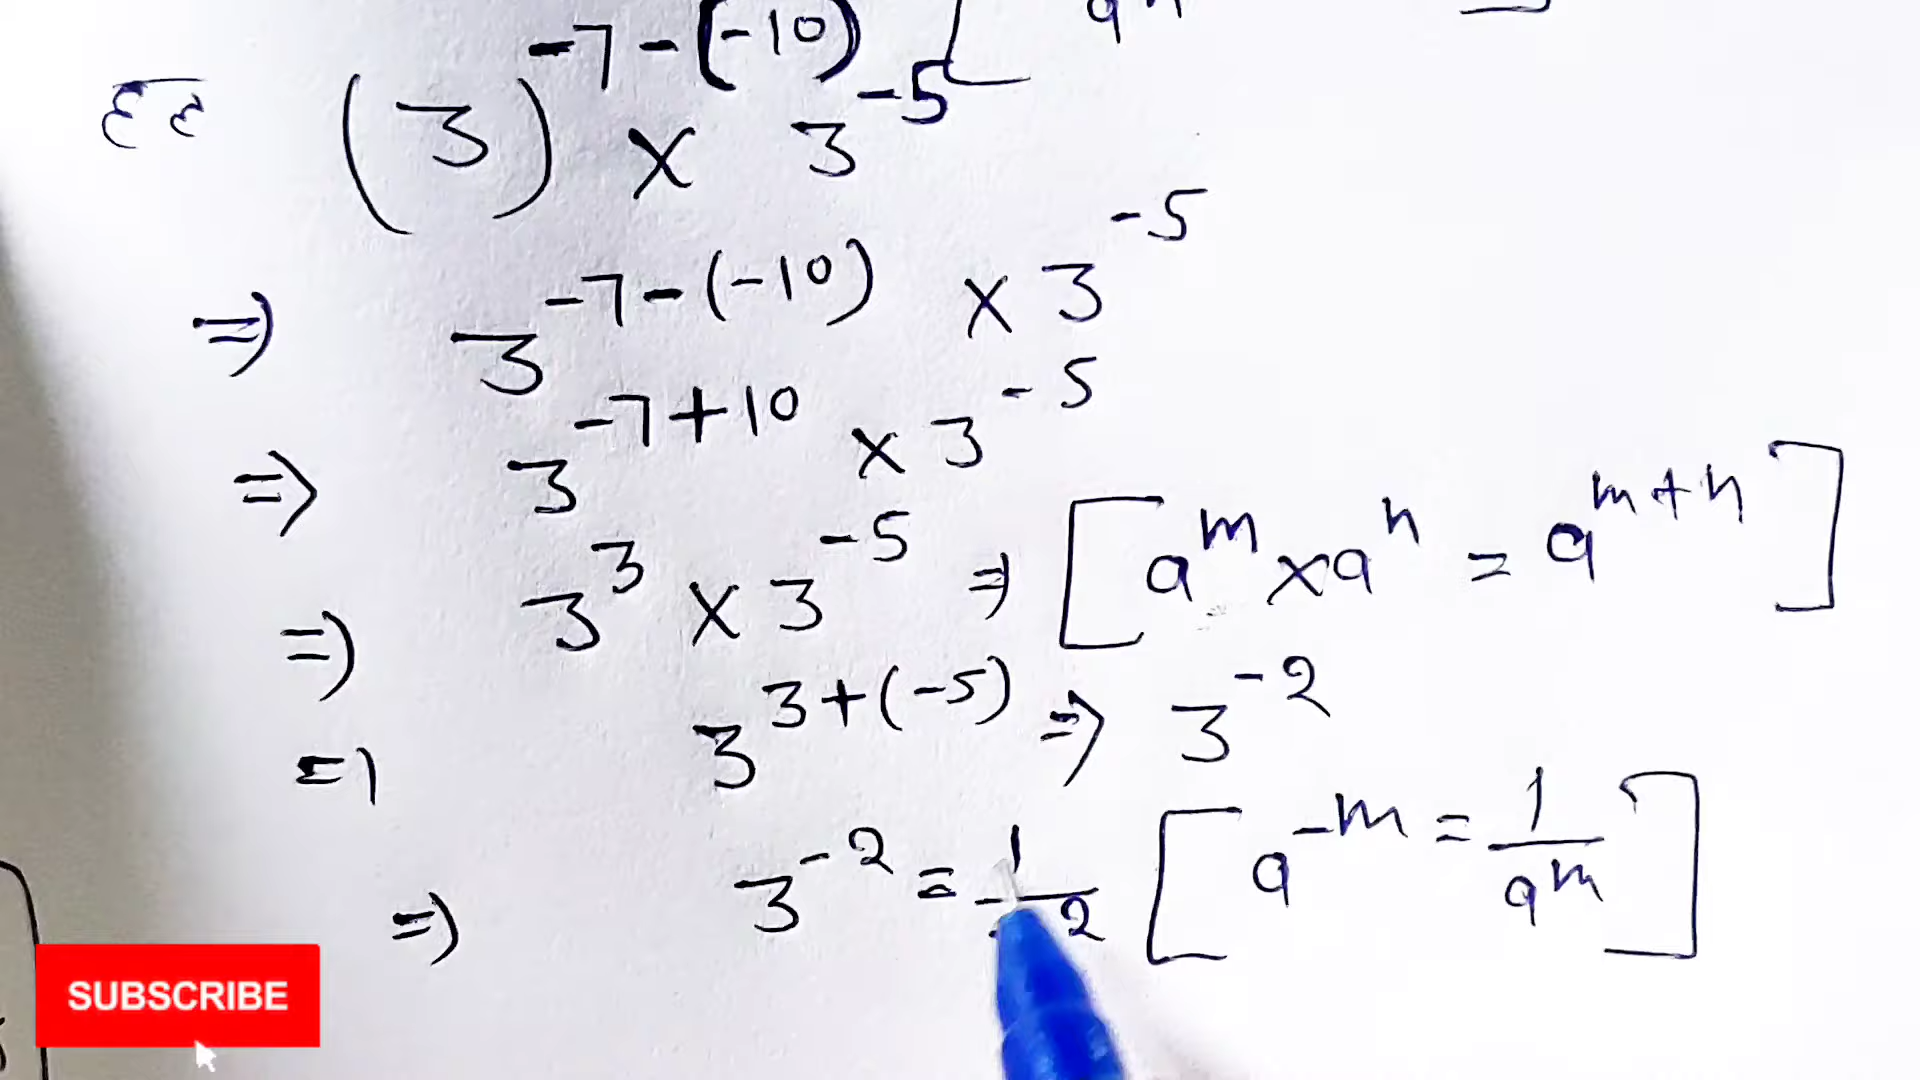 (3)^-7-(-10) × 3^-5
=> 3^-7-(-10) × 3^-5
=> 3^-7+10 × 3^-5
=> 3^3 × 3^-5 => [a^m × a^n = a^m+n]
=> 3^3+(-5) => 3^-2
=> 3^-2 = 1/ ^2 [a^-m = 1/a^m]
SUBSCRIBE